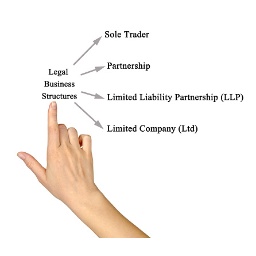 Sole Trader
Partnership
Legal
Business
Structures
Limited Liability Partnership (LLP)
Limited Company (Ltd)